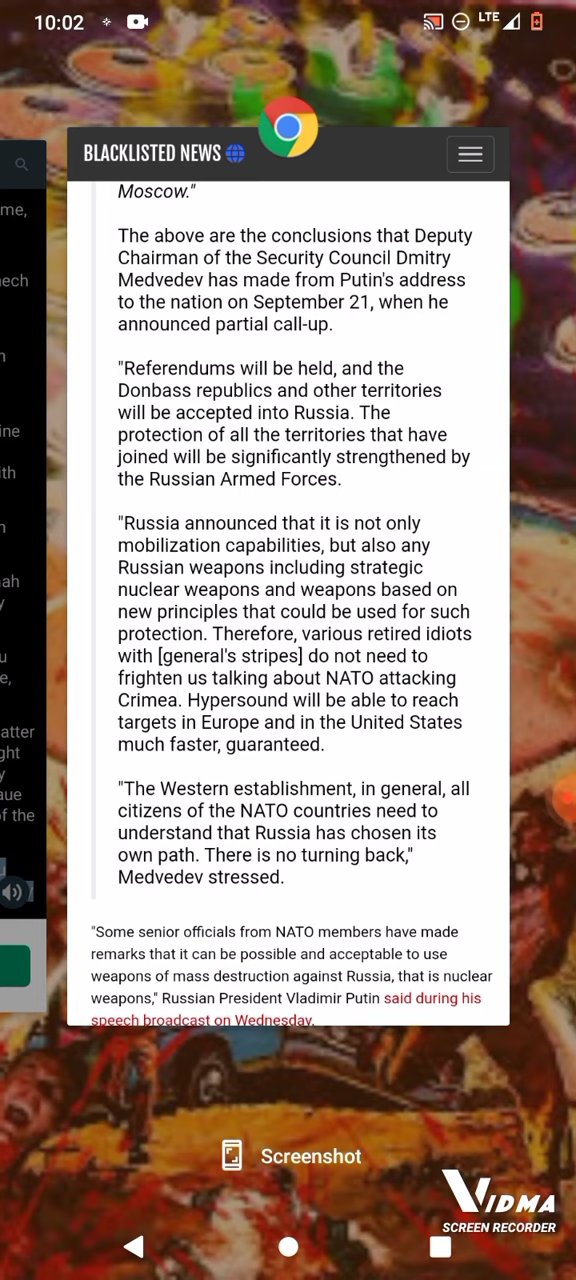 10:02
LTE
BLACKLISTED NEWS
me,
ech
n
ine
ith
n
ah
y
u
e,
atter
ght
y
aue
of the
Moscow."
The above are the conclusions that Deputy
Chairman of the Security Council Dmitry
Medvedev has made from Putin's address
to the nation on September 21, when he
announced partial call-up.
"Referendums will be held, and the
Donbass republics and other territories
will be accepted into Russia. The
protection of all the territories that have
joined will be significantly strengthened by
the Russian Armed Forces.
"Russia announced that it is not only
mobilization capabilities, but also any
Russian weapons including strategic
nuclear weapons and weapons based on
new principles that could be used for such
protection. Therefore, various retired idiots
with [general's stripes] do not need to
frighten us talking about NATO attacking
Crimea. Hypersound will be able to reach
targets in Europe and in the United States
much faster, guaranteed.
"The Western establishment, in general, all
citizens of the NATO countries need to
understand that Russia has chosen its
own path. There is no turning back,"
Medvedev stressed.
"Some senior officials from NATO members have made
remarks that it can be possible and acceptable to use
weapons of mass destruction against Russia, that is nuclear
weapons," Russian President Vladimir Putin said during his
speech broadcast on Wednesday.
Screenshot
VIDMA
SCREEN RECORDER